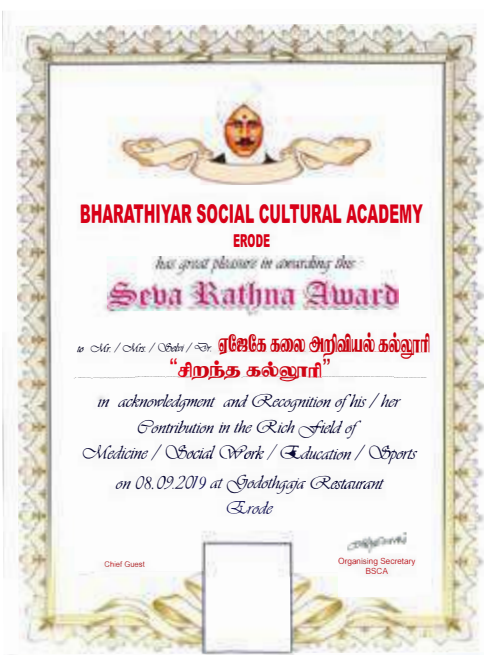 BHARATHIYAR SOCIAL CULTURAL ACADEMY
ERODE
has great pleasure in awarding the
Seva Rathna Award
to Mr. / Mrs. / Selvi / Dr. ஏஜேகே கலை அறிவியல் கல்லூரி
“சிறந்த கல்லூரி”
in acknowledgment and Recognition of his / her
Contribution in the Rich Field of
Medicine / Social Work / Education / Sports
on 08.09.2019 at Godothgaja Restaurant
Erode
Chief Guest
Organising Secretary
BSCA